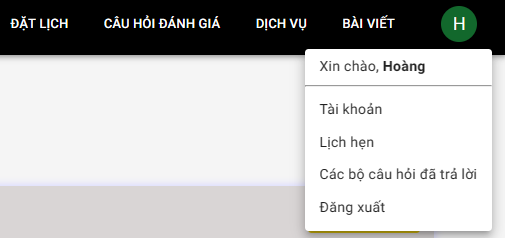 ĐẶT LỊCH CÂU HỎI ĐÁNH GIÁ DỊCH VỤ BÀI VIẾT H
Xin chào, Hoàng
Tài khoản
Lịch hẹn
Các bộ câu hỏi đã trả lời
Đăng xuất